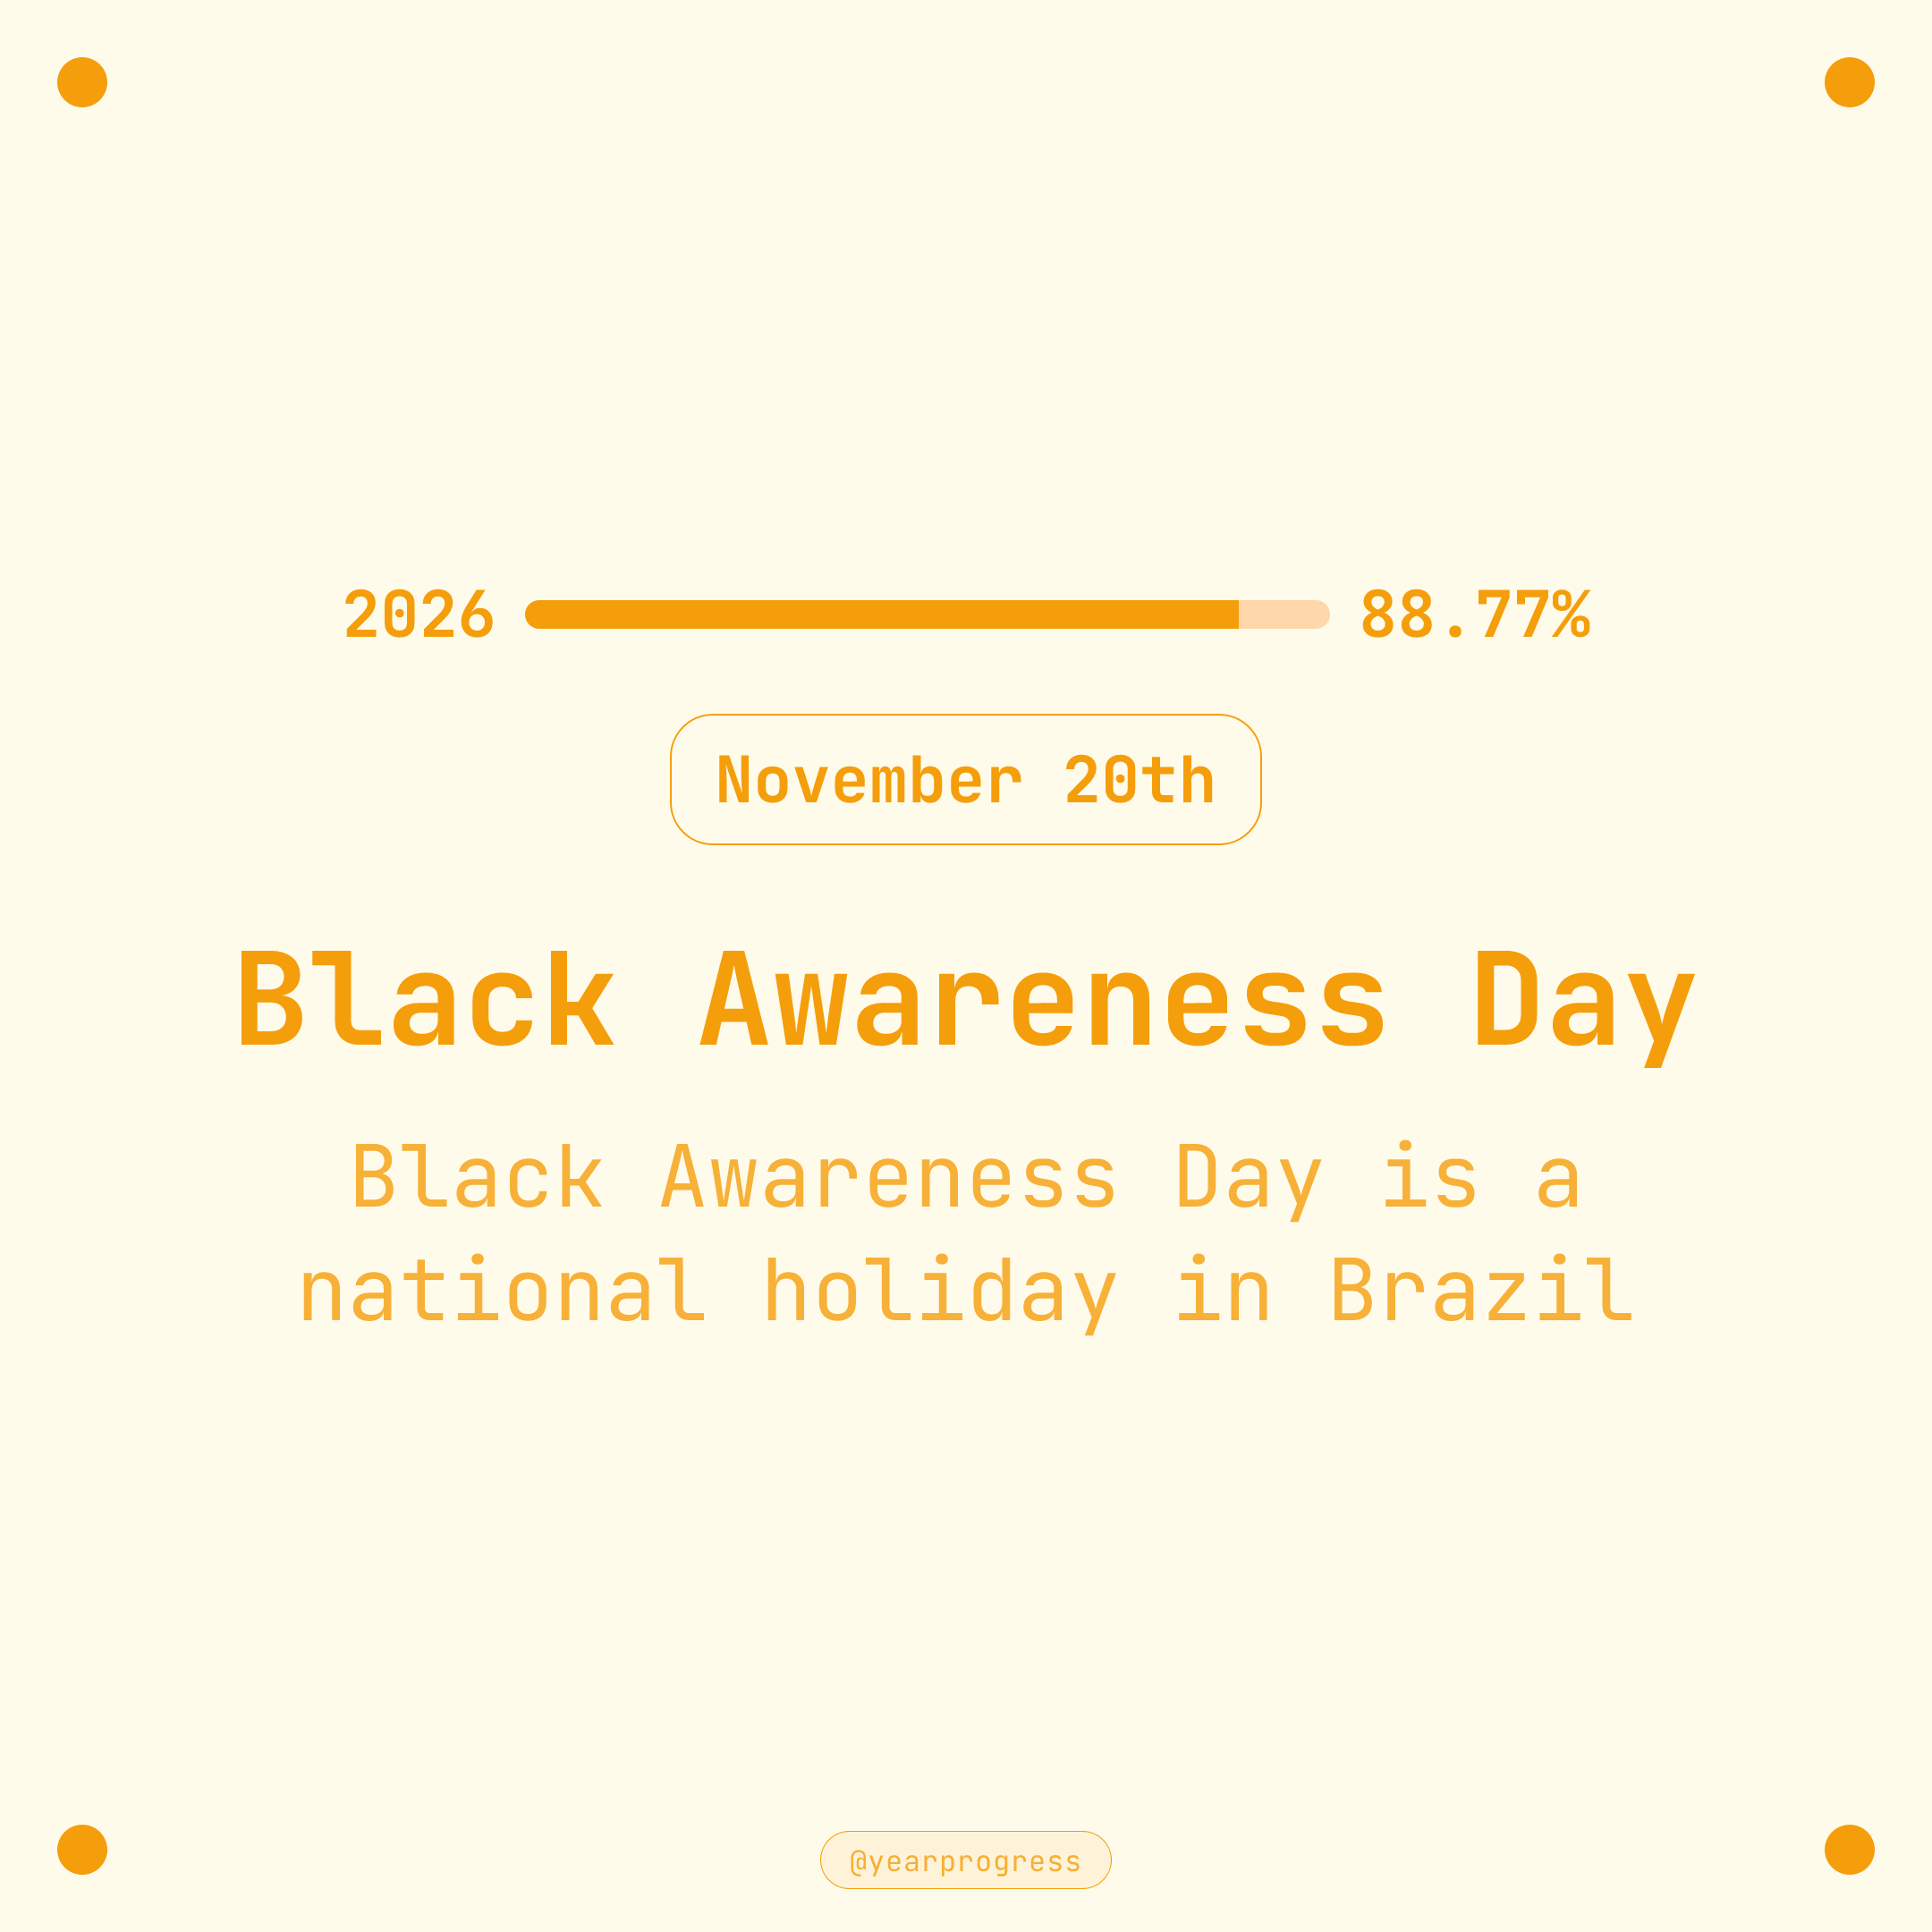 2026 88.77%
November 20th
Black Awareness Day
Black Awareness Day is a
national holiday in Brazil
@yearprogress